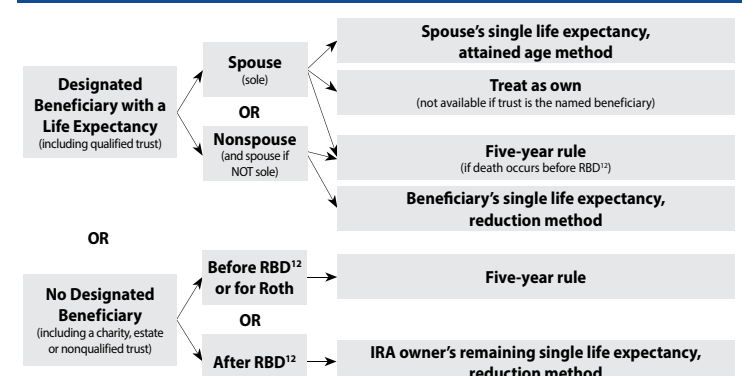 Designated
Beneficiary with a
Life Expectancy
(including qualified trust)
Spouse
(sole)
OR
Nonspouse
(and spouse if
NOT sole)
Spouse’s single life expectancy,
attained age method
Treat as own
(not available if trust is the named beneficiary)
Five-year rule
(if death occurs before RBD¹²)
Beneficiary’s single life expectancy,
reduction method
OR
No Designated
Beneficiary
(including a charity, estate
or nonqualified trust)
Before RBD¹²
or for Roth
OR
After RBD¹²
Five-year rule
IRA owner’s remaining single life expectancy,
reduction method